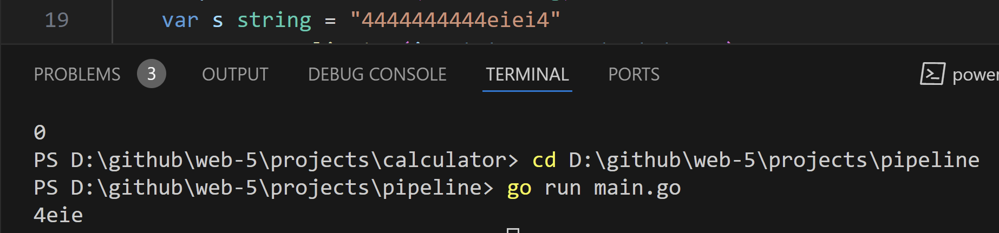 19 var s string = "4444444444eiei4"
PROBLEMS 3 OUTPUT DEBUG CONSOLE TERMINAL PORTS
0
PS D:\github\web-5\projects\calculator> cd D:\github\web-5\projects\pipeline
PS D:\github\web-5\projects\pipeline> go run main.go
4eie